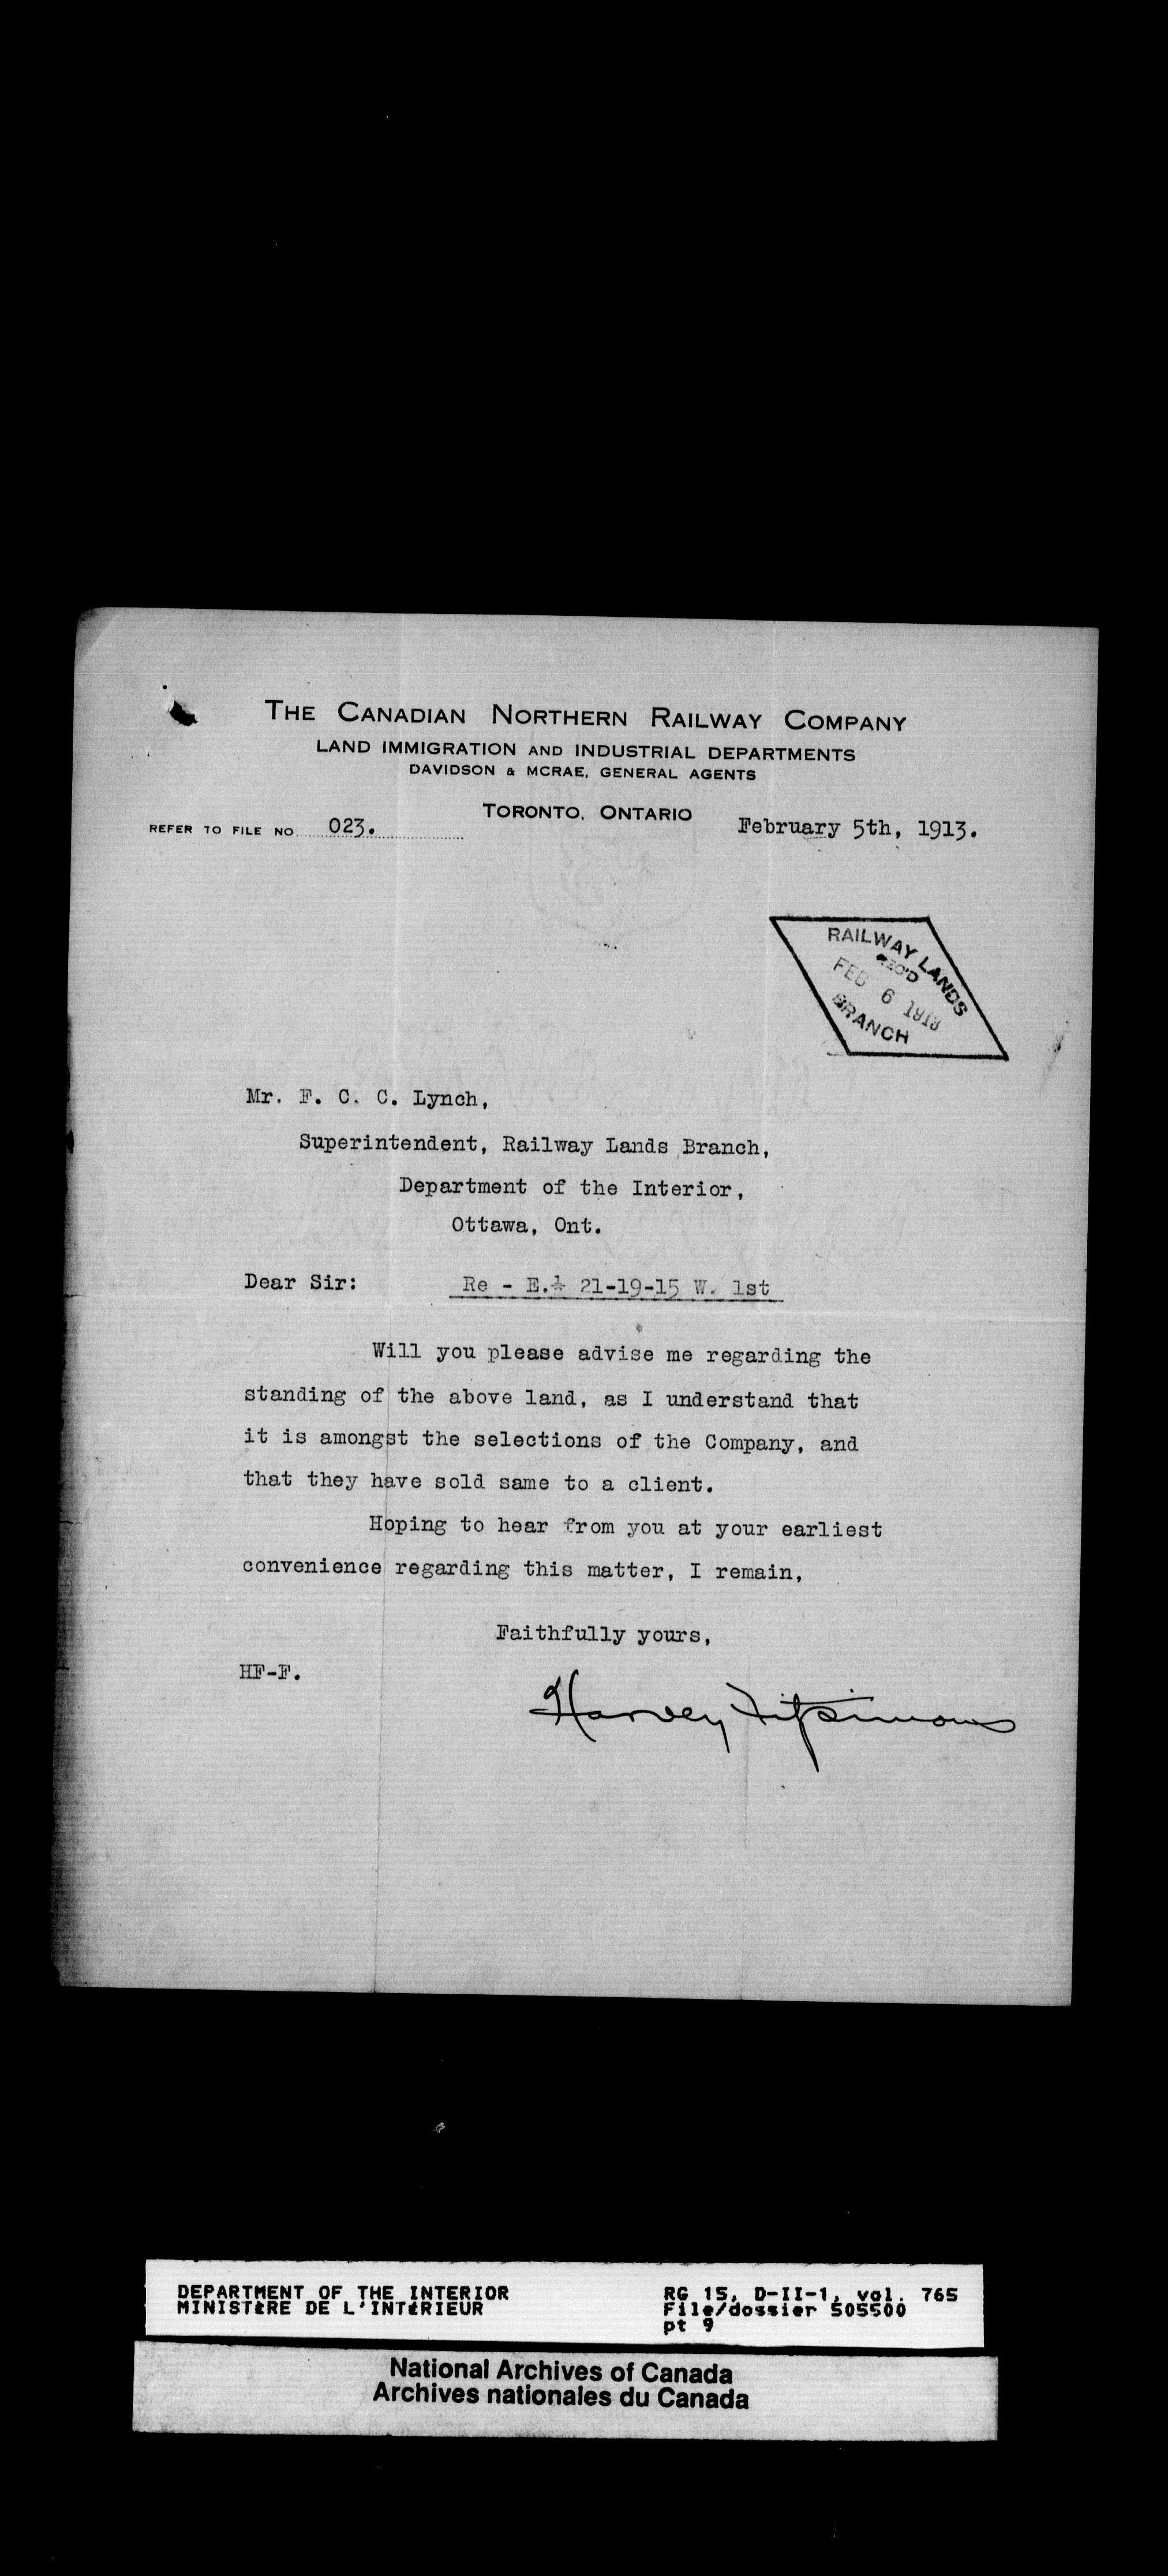 THE CANADIAN NORTHERN RAILWAY COMPANY
LAND IMMIGRATION AND INDUSTRIAL DEPARTMENTS
DAVIDSON & MCRAE, GENERAL AGENTS
TORONTO, ONTARIO
REFER TO FILE NO 023.
February 5th, 1913.
RAILWAY LANDS
REC'D
FEB 6 1913
BRANCH
Mr. F. C. C. Lynch,
Superintendent, Railway Lands Branch,
Department of the Interior,
Ottawa, Ont.
Dear Sir: Re - E.½ 21-19-15 W. 1st
Will you please advise me regarding the
standing of the above land, as I understand that
it is amongst the selections of the Company, and
that they have sold same to a client.
Hoping to hear from you at your earliest
convenience regarding this matter, I remain,
Faithfully yours,
HF-F.
Harvey Fitzsimons
DEPARTMENT OF THE INTERIOR
MINISTÈRE DE L'INTÉRIEUR
RG 15, D-II-1, vol. 765
File/dossier 505500
pt 9
National Archives of Canada
Archives nationales du Canada